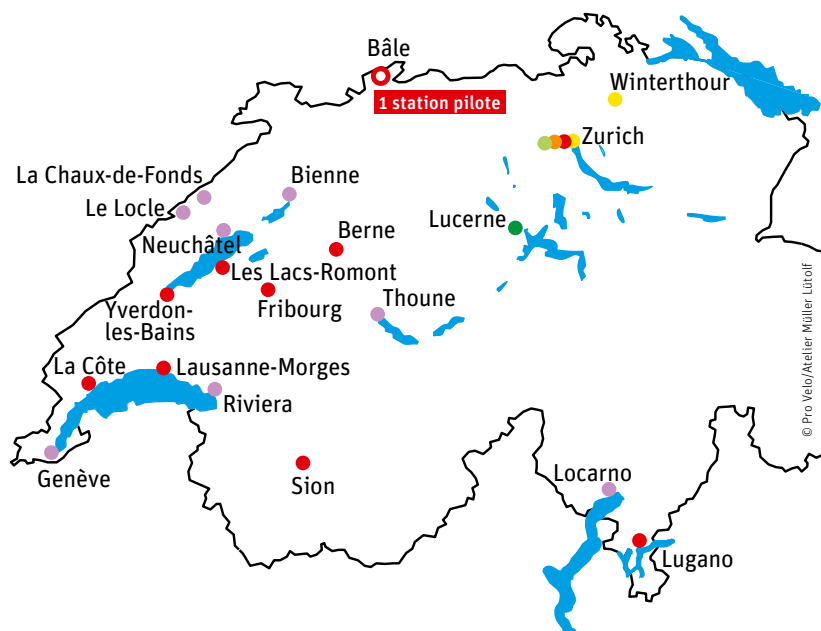 Bâle
1 station pilote
Winterthour
Zurich
La Chaux-de-Fonds
Bienne
Le Locle
Lucerne
Berne
Neuchâtel
Les Lacs-Romont
Yverdon-
les-Bains
Fribourg
Thoune
La Côte
Lausanne-Morges
Riviera
Genève
Sion
Locarno
Lugano
© Pro Velo/Atelier Müller Lütolf